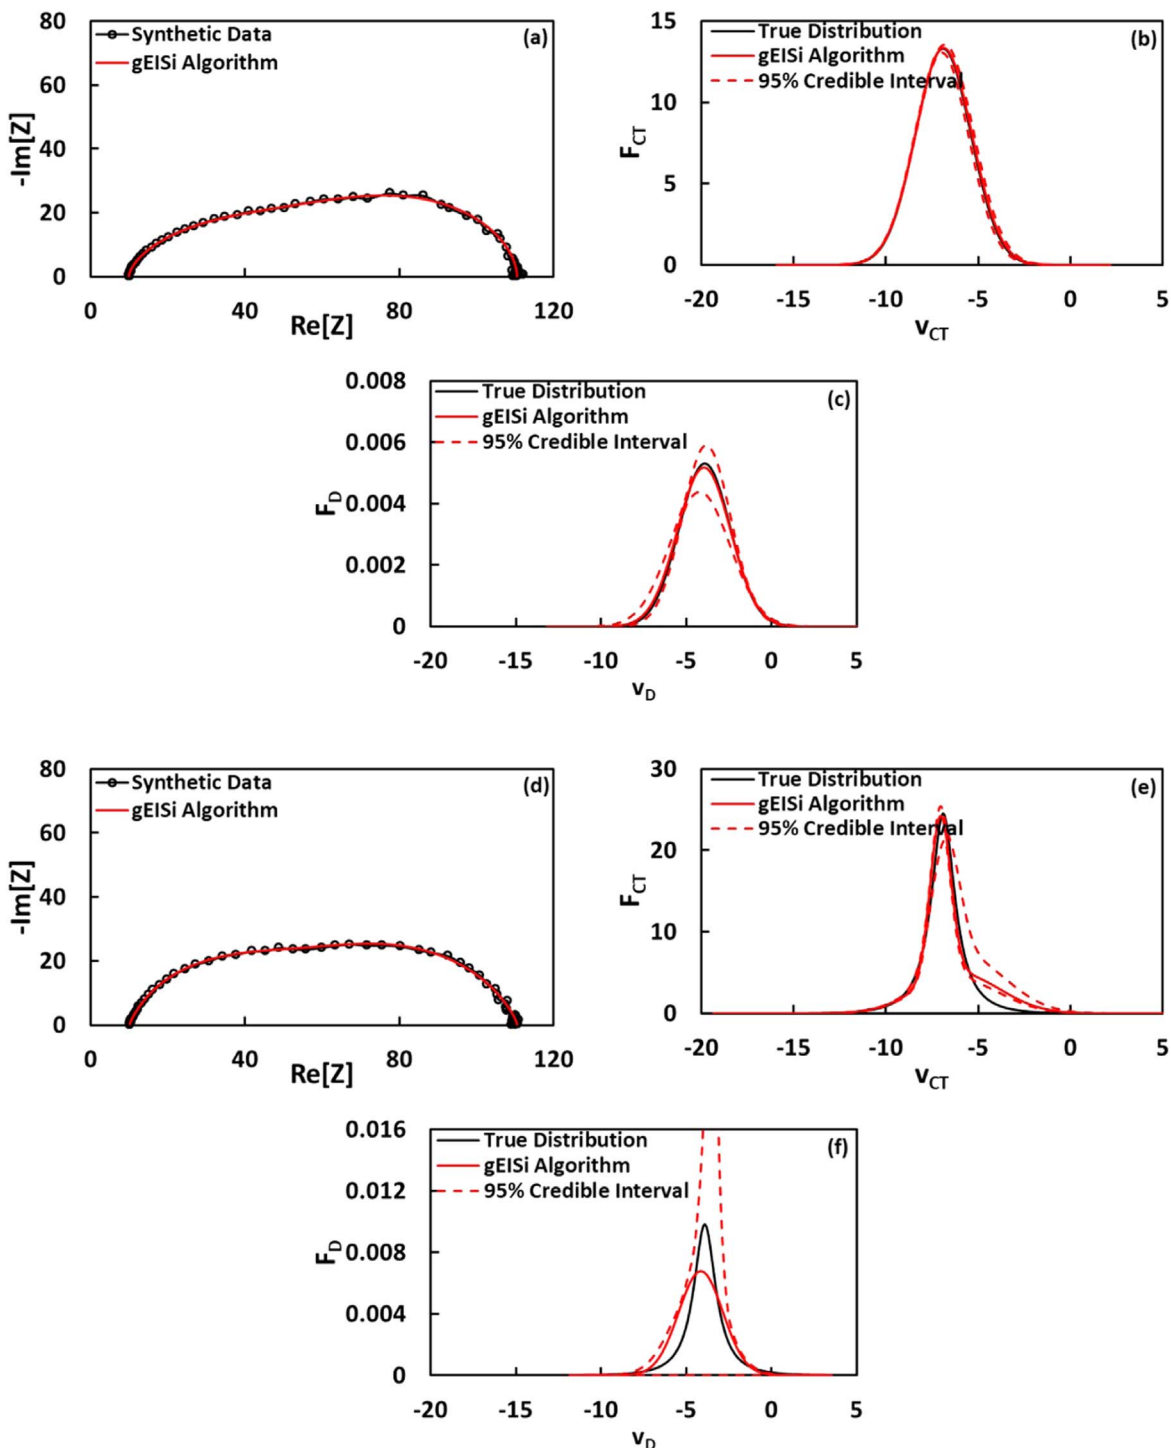 80
Synthetic Data
gEISi Algorithm
(a)
60
40
20
0
-Im[Z]
0
40
80
120
Re[Z]
15
True Distribution
gEISi Algorithm
95% Credible Interval
(b)
10
5
0
F_CT
-20
-15
-10
-5
0
5
v_CT
0.008
True Distribution
gEISi Algorithm
95% Credible Interval
(c)
0.006
0.004
0.002
0
F_D
-20
-15
-10
-5
0
5
v_D
80
Synthetic Data
gEISi Algorithm
(d)
60
40
20
0
-Im[Z]
0
40
80
120
Re[Z]
30
True Distribution
gEISi Algorithm
95% Credible Interval
(e)
20
10
0
F_CT
-20
-15
-10
-5
0
5
v_CT
0.016
True Distribution
gEISi Algorithm
95% Credible Interval
(f)
0.012
0.008
0.004
0
F_D
-20
-15
-10
-5
0
5
v_D